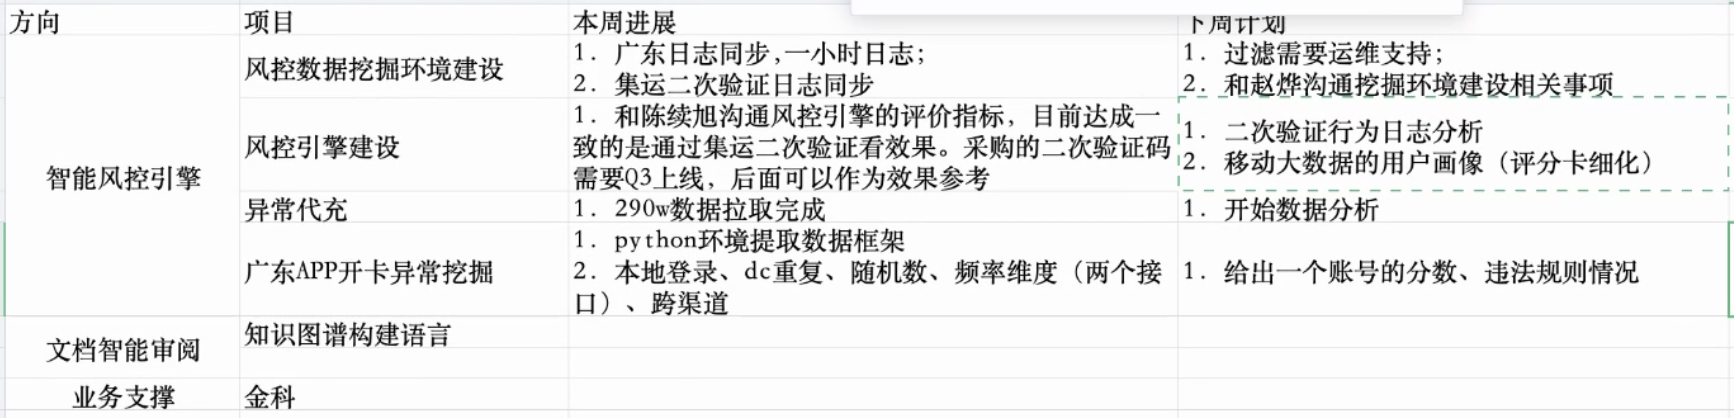 方向 项目 本周进展 下周计划
智能风控引擎
风控数据挖掘环境建设
1. 广东日志同步,一小时日志；
2. 集运二次验证日志同步
1. 过滤需要运维支持；
2. 和赵烨沟通挖掘环境建设相关事项
风控引擎建设
1. 和陈续旭沟通风控引擎的评价指标，目前达成一
致的是通过集运二次验证看效果。采购的二次验证码
需要Q3上线，后面可以作为效果参考
1. 二次验证行为日志分析
2. 移动大数据的用户画像（评分卡细化）
异常代充
1. 290w数据拉取完成
1. 开始数据分析
广东APP开卡异常挖掘
1. python环境提取数据框架
2. 本地登录、dc重复、随机数、频率维度（两个接
口）、跨渠道
1. 给出一个账号的分数、违法规则情况
文档智能审阅
知识图谱构建语言
业务支撑
金科